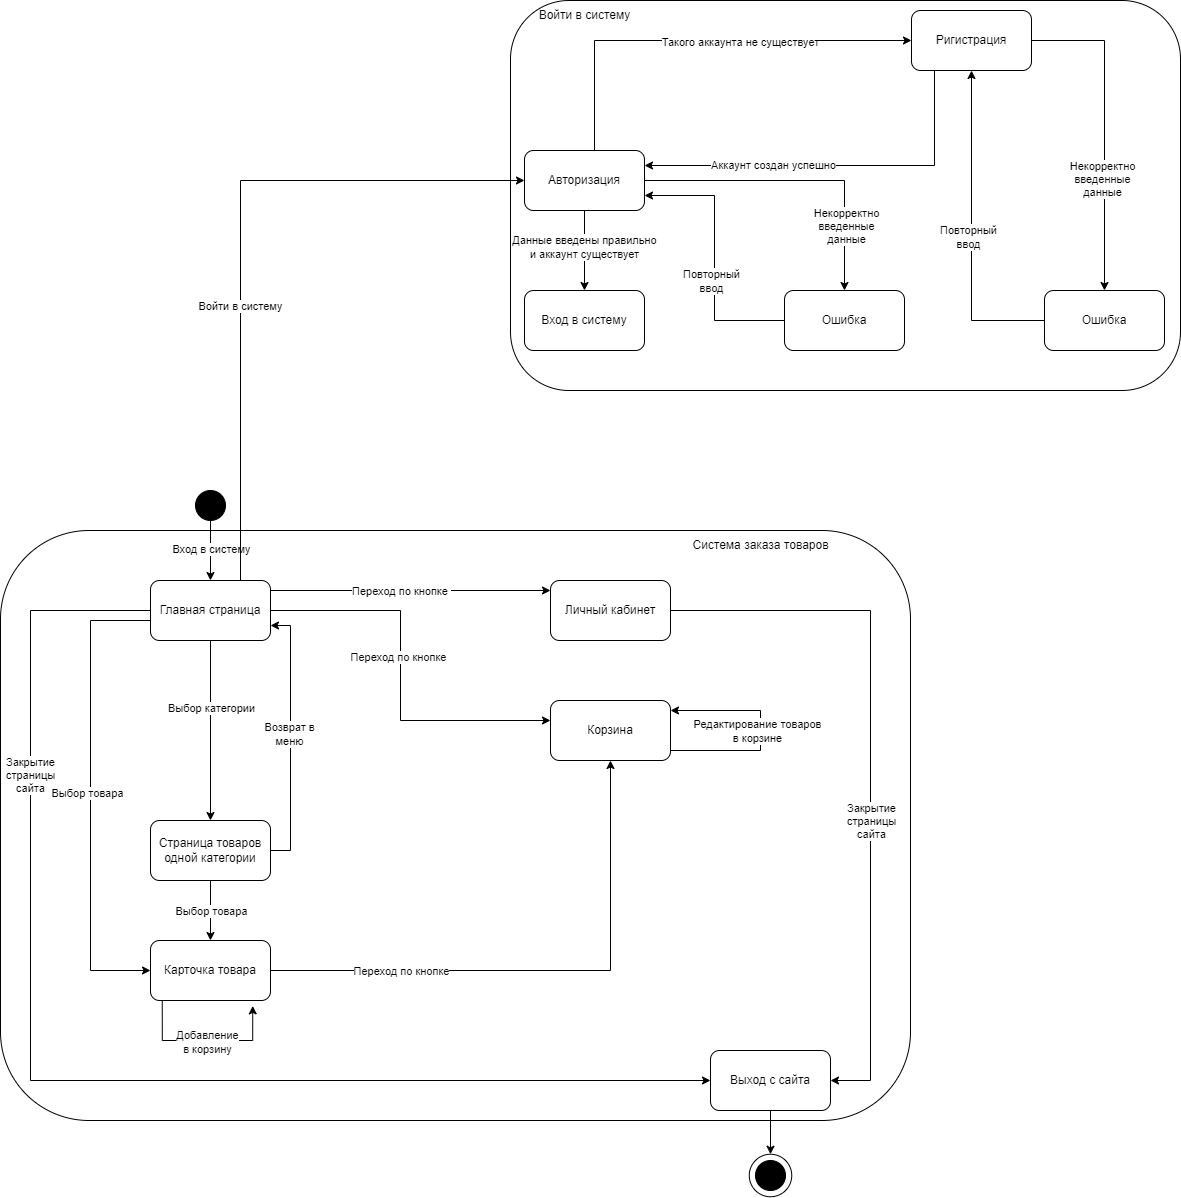 Войти в систему
Ригистрация
Такого аккаунта не существует
Аккаунт создан успешно
Авторизация
Некорректно
введенные
данные
Некорректно
введенные
данные
Данные введены правильно
и аккаунт существует
Повторный
ввод
Повторный
ввод
Вход в систему
Ошибка
Ошибка
Войти в систему
Вход в систему
Система заказа товаров
Главная страница
Переход по кнопке
Личный кабинет
Переход по кнопке
Выбор категории
Возврат в
меню
Корзина
Редактирование товаров
в корзине
Закрытие
страницы
сайта
Выбор товара
Закрытие
страницы
сайта
Страница товаров
одной категории
Выбор товара
Карточка товара
Переход по кнопке
Добавление
в корзину
Выход с сайта